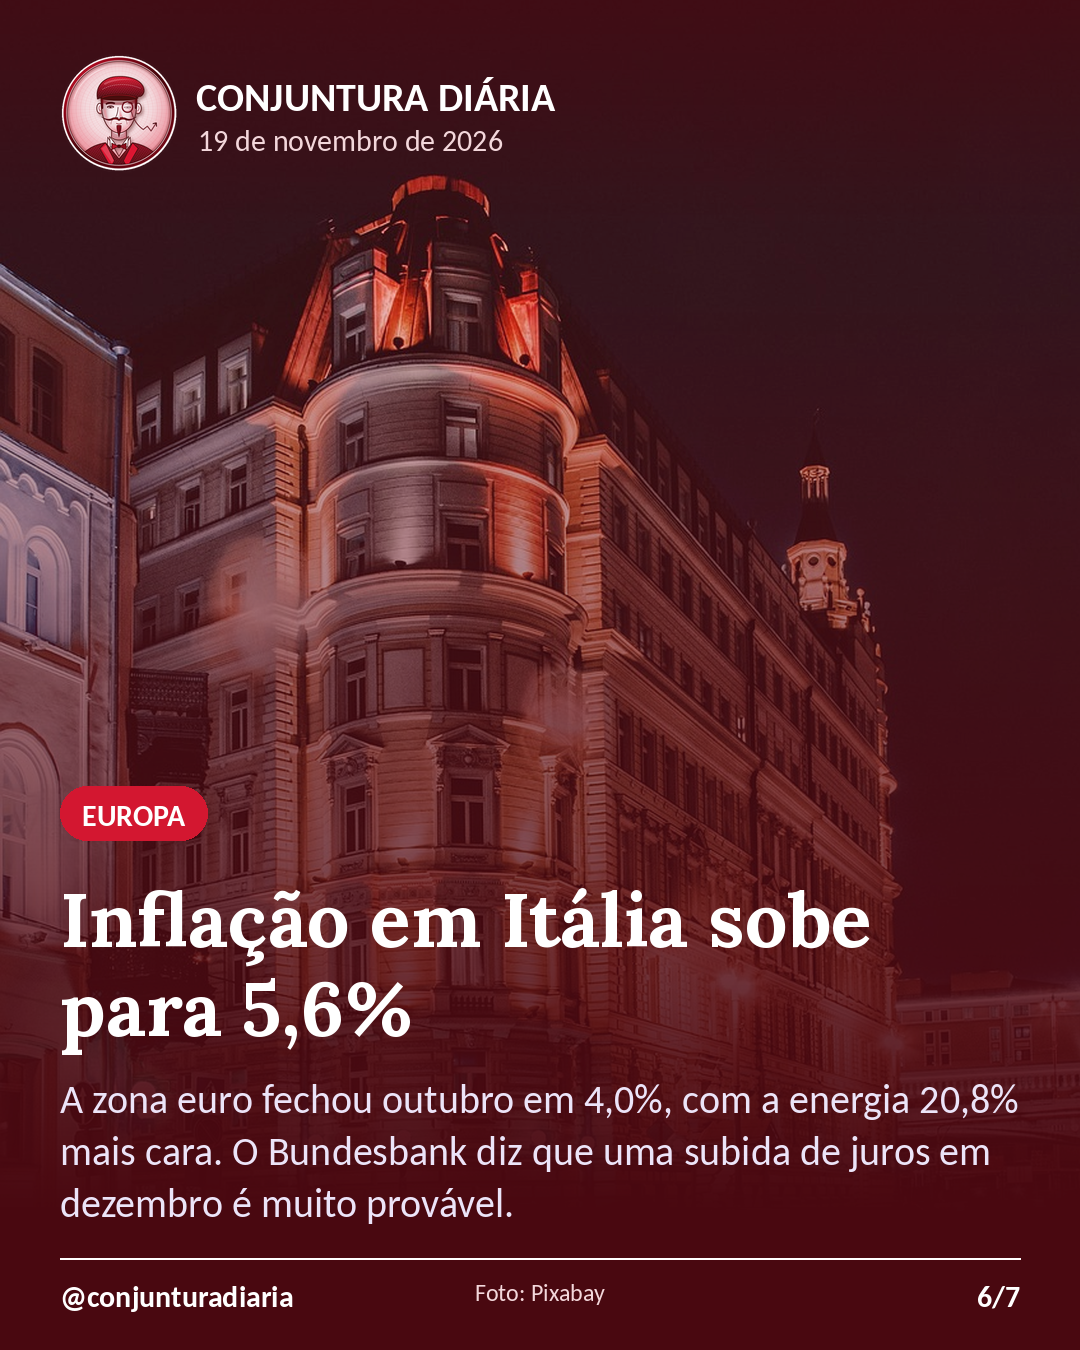 CONJUNTURA DIÁRIA
19 de novembro de 2026
EUROPA
Inflação em Itália sobe
para 5,6%
A zona euro fechou outubro em 4,0%, com a energia 20,8%
mais cara. O Bundesbank diz que uma subida de juros em
dezembro é muito provável.
@conjunturadiaria
Foto: Pixabay
6/7